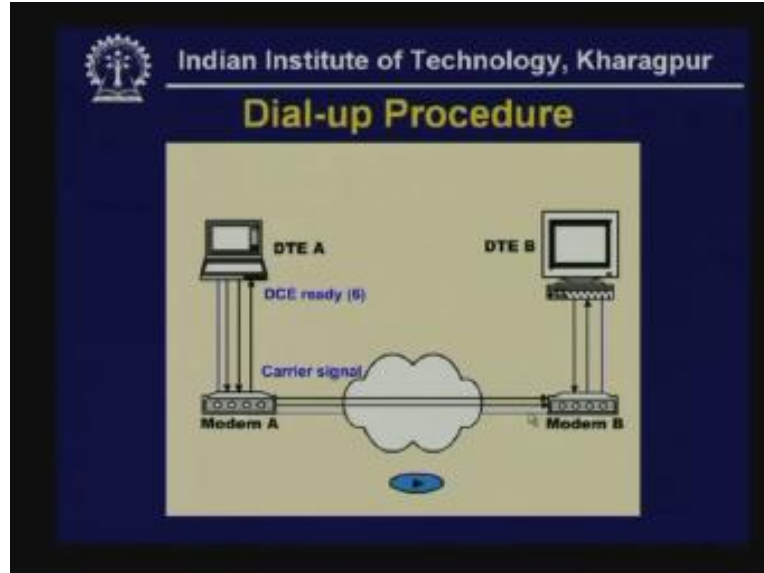 Indian Institute of Technology, Kharagpur
Dial-up Procedure
DTE A
DTE B
DCE ready (6)
Carrier signal
Modem A
Modem B